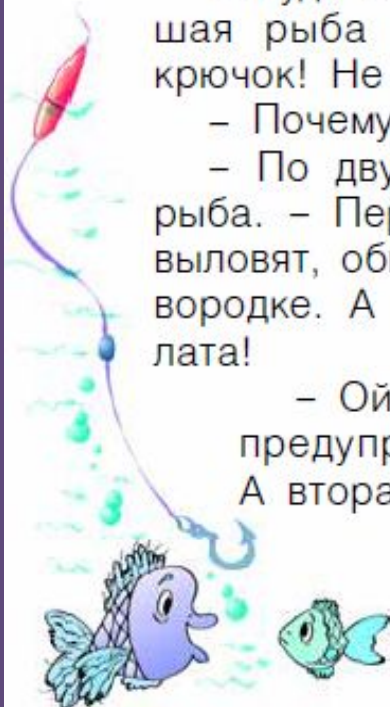 шая рыба
крючок! Не
– Почему
– По дву
рыба. – Пер
выловят, об
вородке. А
лата!
– Ой
предупр
А втора